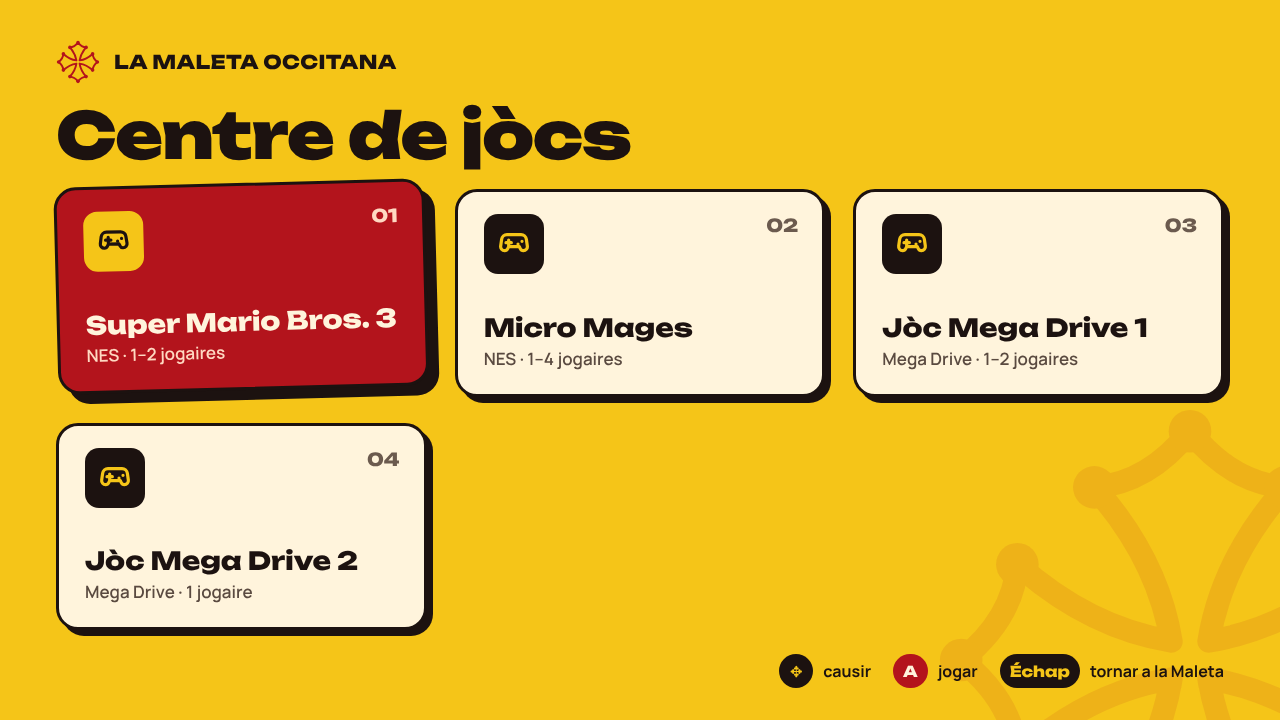 LA MALETA OCCITANA
Centre de jòcs
01
Super Mario Bros. 3
NES · 1–2 jogaires
02
Micro Mages
NES · 1–4 jogaires
03
Jòc Mega Drive 1
Mega Drive · 1–2 jogaires
04
Jòc Mega Drive 2
Mega Drive · 1 jogaire
✥ causir A jogar Échap tornar a la Maleta